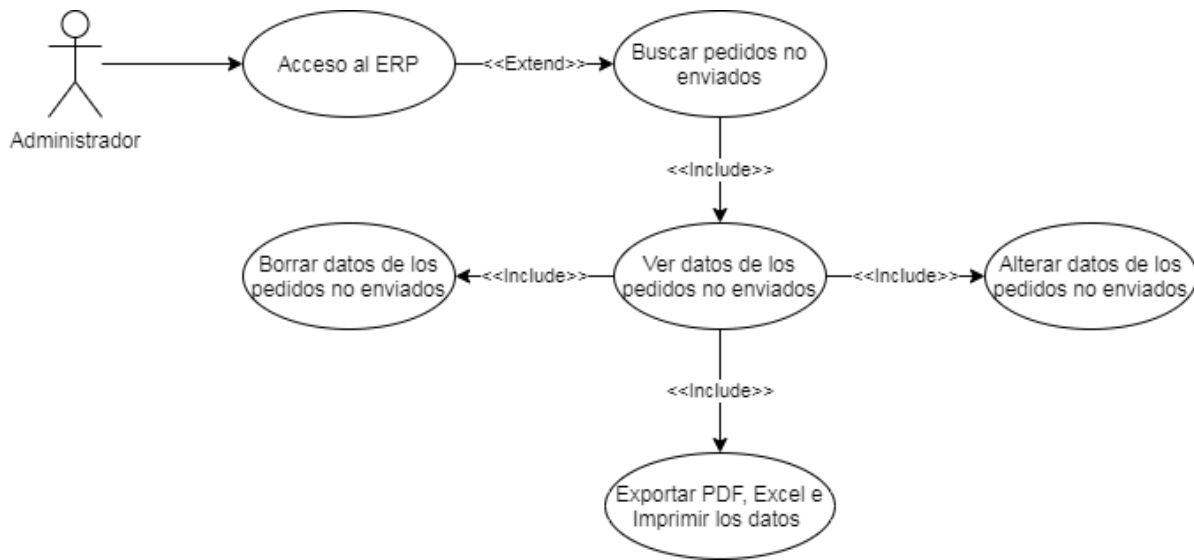 Acceso al ERP
<<Extend>>
Buscar pedidos no
enviados
Administrador
<<Include>>
Borrar datos de los
pedidos no enviados
<<Include>>
Ver datos de los
pedidos no enviados
<<Include>>
Alterar datos de los
pedidos no enviados
<<Include>>
Exportar PDF, Excel e
Imprimir los datos